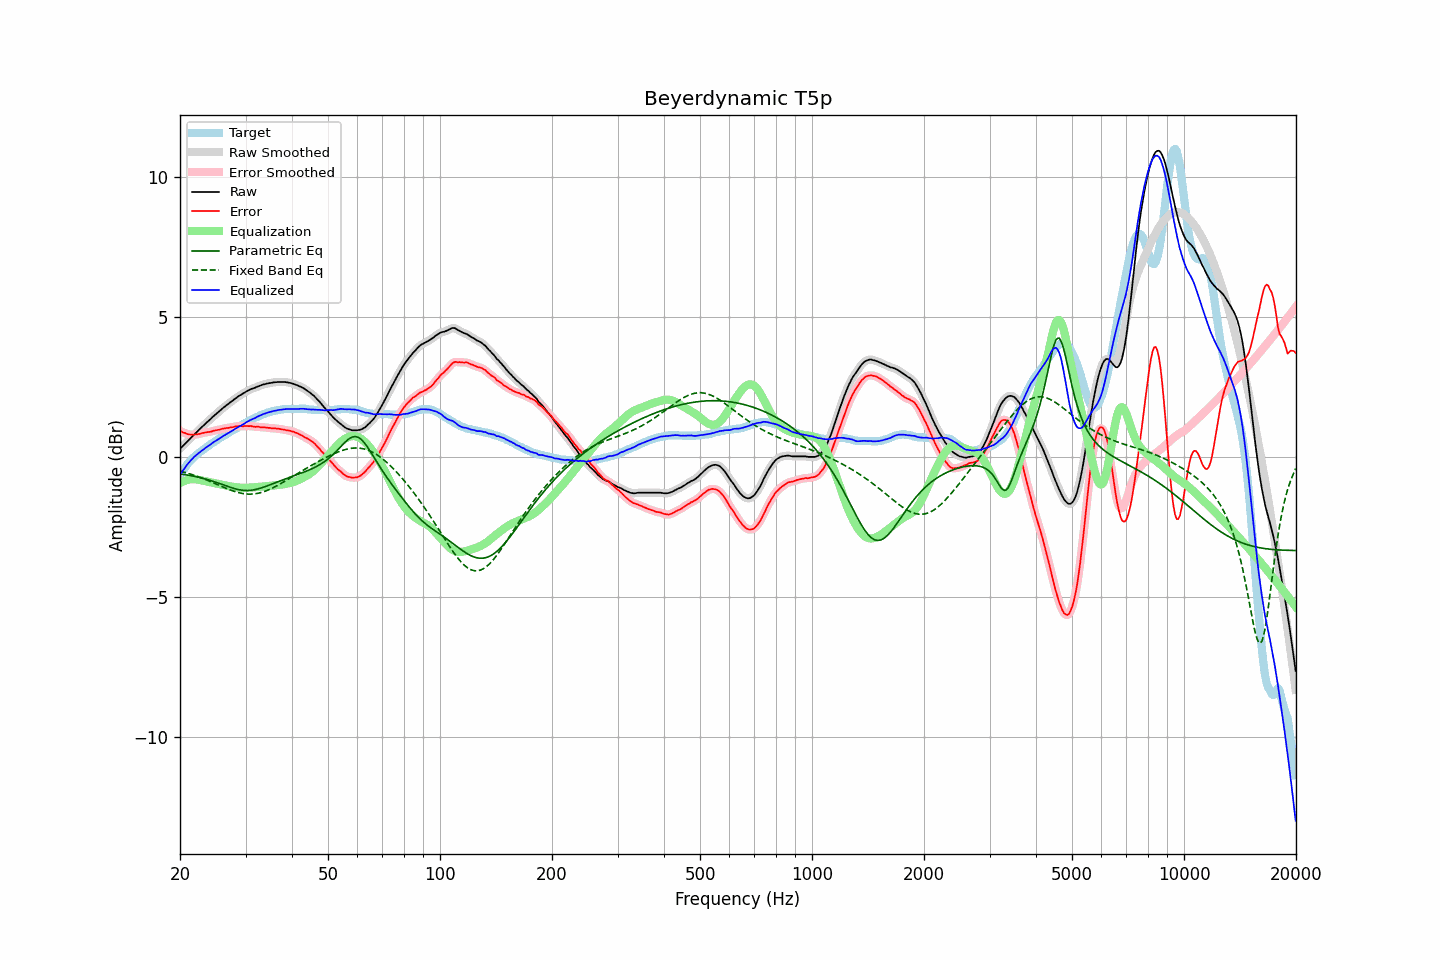 Beyerdynamic T5p
Target
Raw Smoothed
Error Smoothed
Raw
Error
Equalization
Parametric Eq
Fixed Band Eq
Equalized
Amplitude (dBr)
10
5
0
−5
−10
20 50 100 200 500 1000 2000 5000 10000 20000
Frequency (Hz)